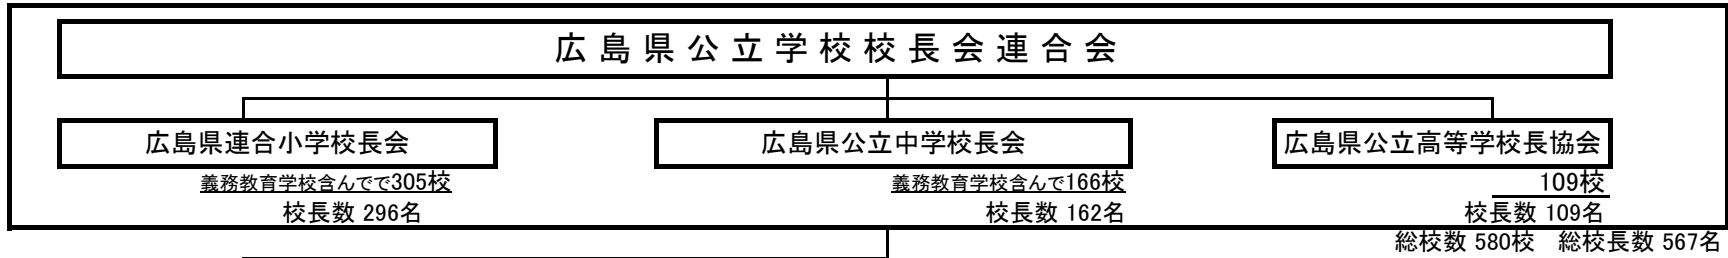 広島県公立学校校長会連合会
広島県連合小学校長会
広島県公立中学校長会
広島県公立高等学校長協会
義務教育学校含んでで305校
義務教育学校含んで166校
109校
校長数 296名
校長数 162名
校長数 109名
総校数 580校　総校長数 567名